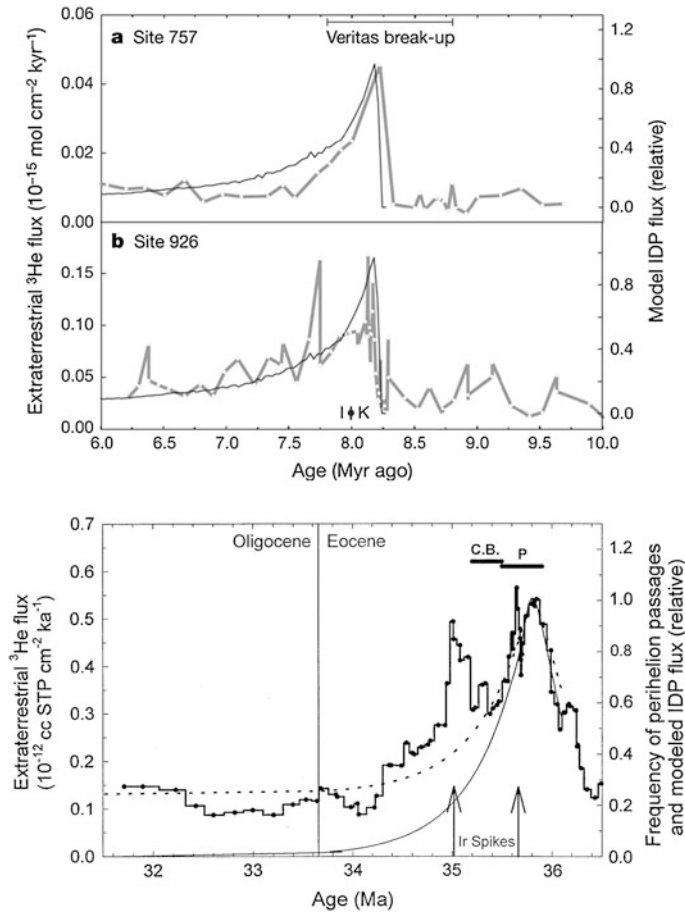 Veritas break-up
a Site 757
b Site 926
Extraterrestrial ³He flux (10⁻¹⁵ mol cm⁻² kyr⁻¹)
0.06
0.04
0.02
0.00
0.15
0.10
0.05
0.00
Model IDP flux (relative)
1.2
0.8
0.4
0.0
0.8
0.4
0.0
I K
6.0 6.5 7.0 7.5 8.0 8.5 9.0 9.5 10.0
Age (Myr ago)
Extraterrestrial ³He flux
(10⁻¹² cc STP cm⁻² ka⁻¹)
0.7
0.6
0.5
0.4
0.3
0.2
0.1
0.0
Oligocene Eocene
C.B.
P
Ir Spikes
Frequency of perihelion passages
and modeled IDP flux (relative)
1.2
1.0
0.8
0.6
0.4
0.2
0.0
32 33 34 35 36
Age (Ma)